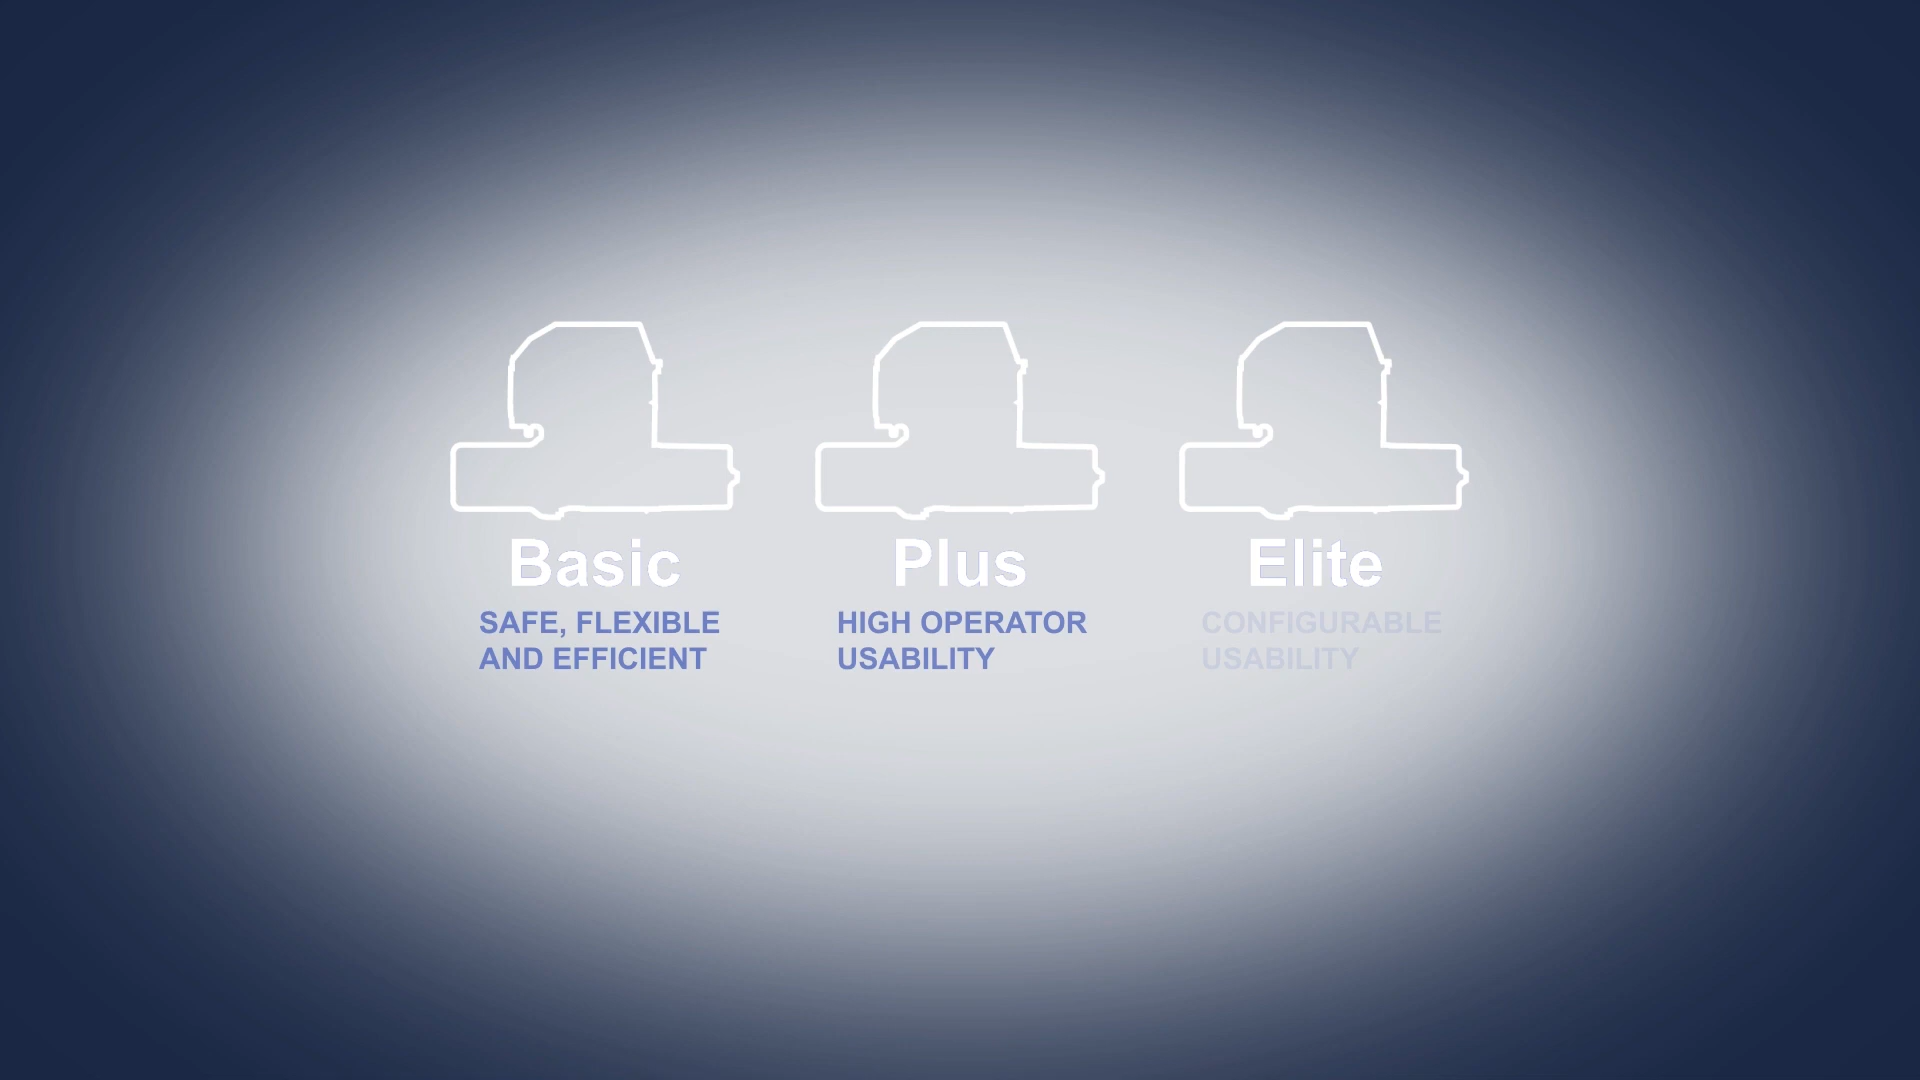 Basic
SAFE, FLEXIBLE
AND EFFICIENT
Plus
HIGH OPERATOR
USABILITY
Elite
CONFIGURABLE
USABILITY